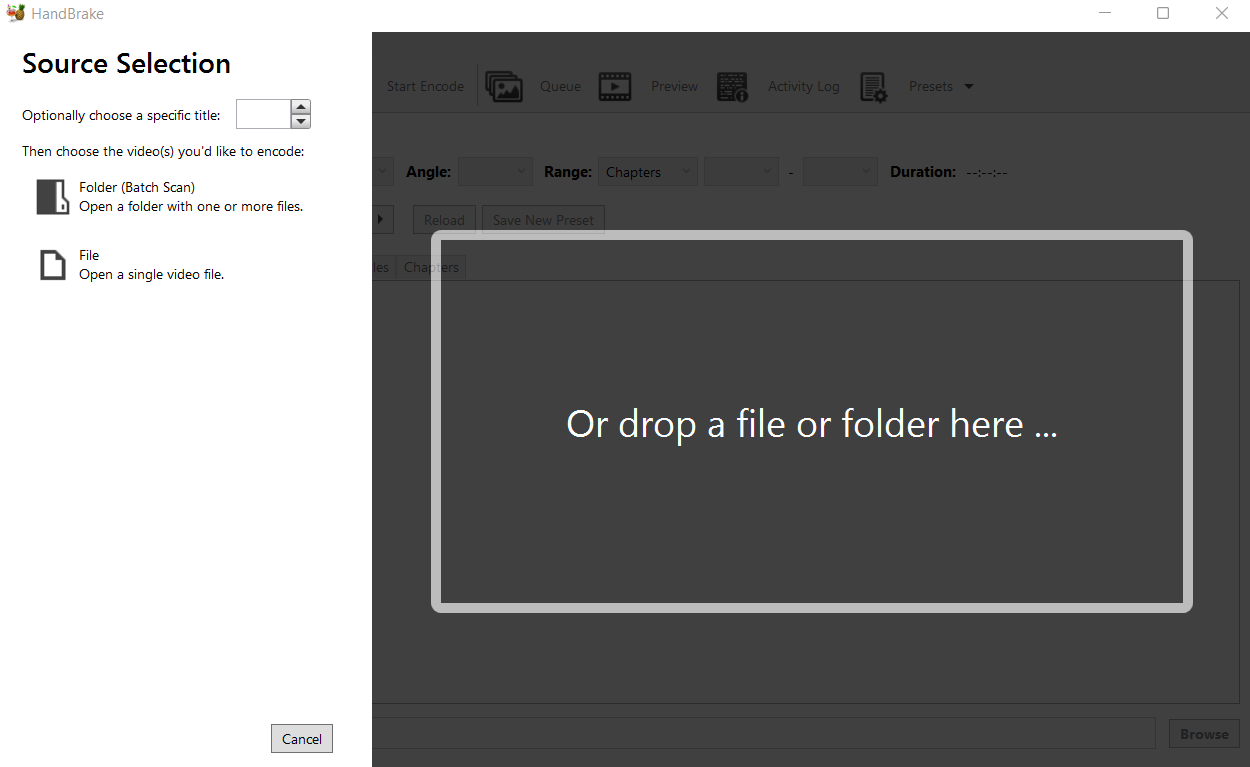 HandBrake
Source Selection
Optionally choose a specific title:
Then choose the video(s) you'd like to encode:
Folder (Batch Scan)
Open a folder with one or more files.
File
Open a single video file.
Cancel
Start Encode Queue Preview Activity Log Presets
Angle: Range: Chapters - Duration: --:--:--
Reload Save New Preset
les Chapters
Or drop a file or folder here ...
Browse